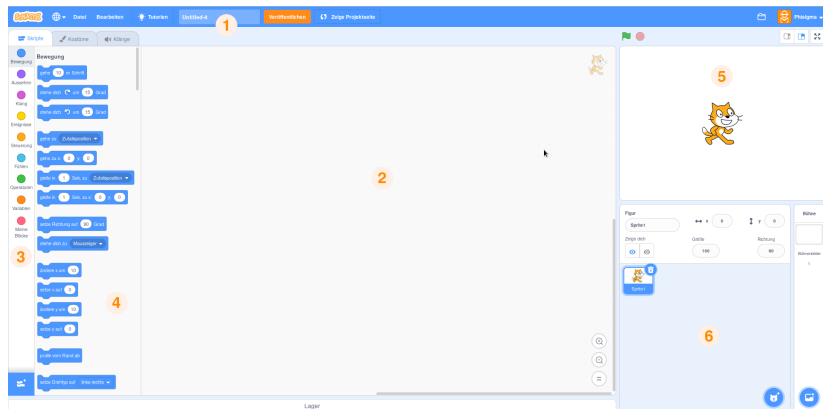 SCRATCH
Datei Bearbeiten Tutorien Untitled-4 Veröffentlichen Zeige Projektseite Phisigma
1
Skripte Kostüme Klänge
Bewegung
Aussehen
Klang
Ereignisse
Steuerung
Fühlen
Operatoren
Variablen
Meine
Blöcke
3
Bewegung
gehe 10 er Schritt
drehe dich um 15 Grad
drehe dich um 15 Grad
gehe zu Zufallsposition
gehe zu x: 0 y: 0
gleite in 1 Sek. zu Zufallsposition
gleite in 1 Sek. zu x: 0 y: 0
setze Richtung auf 90 Grad
drehe dich zu Mauszeiger
ändere x um 10
setze x auf 0
ändere y um 10
setze y auf 0
pralle vom Rand ab
setze Drehtyp auf links-rechts
4
2
5
Figur
Sprite1
x 0
y 0
Zeige dich
Größe
100
Richtung
90
Sprite1
6
Bühne
Bühnenbilder
Lager